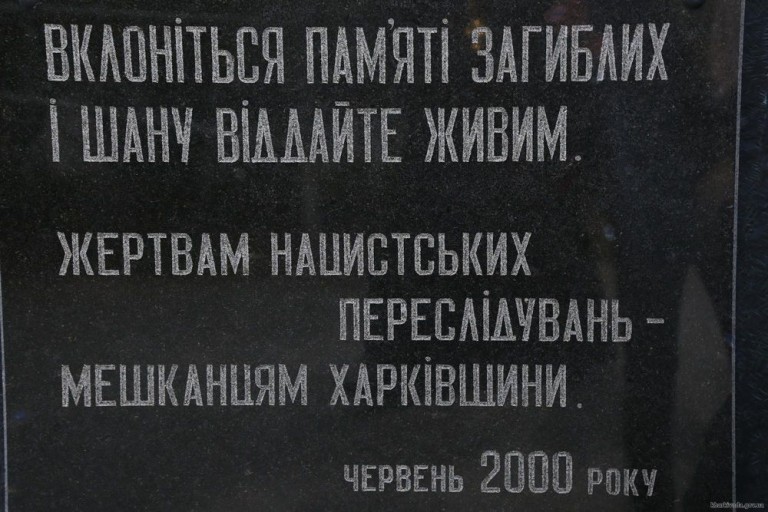 ВКЛОНІТЬСЯ ПАМ'ЯТІ ЗАГИБЛИХ
І ШАНУ ВІДДАЙТЕ ЖИВИМ.
ЖЕРТВАМ НАЦИСТСЬКИХ
ПЕРЕСЛІДУВАНЬ –
МЕШКАНЦЯМ ХАРКІВЩИНИ.
ЧЕРВЕНЬ 2000 РОКУ